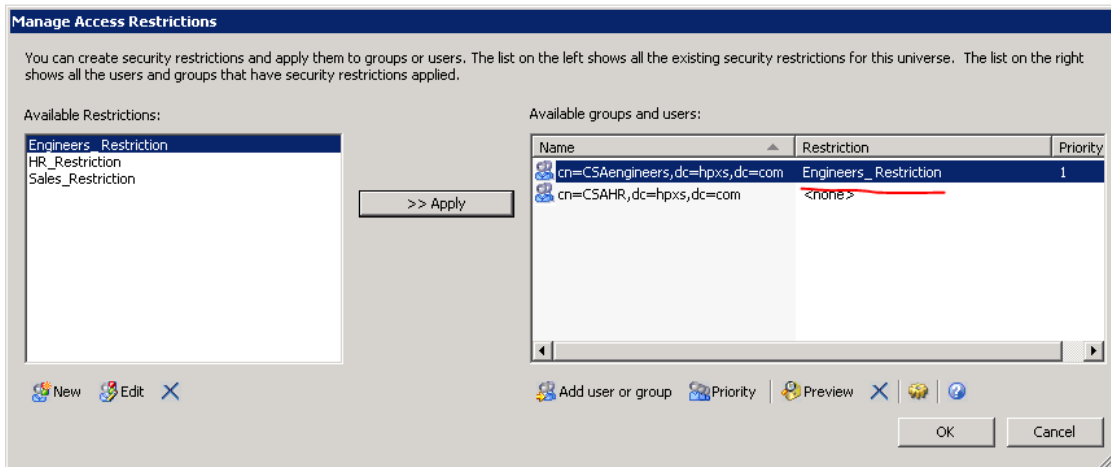 Manage Access Restrictions
You can create security restrictions and apply them to groups or users. The list on the left shows all the existing security restrictions for this universe. The list on the right
shows all the users and groups that have security restrictions applied.
Available Restrictions:
Engineers_ Restriction
HR_Restriction
Sales_Restriction
>> Apply
Available groups and users:
Name Restriction Priority
cn=CSAengineers,dc=hpxs,dc=com Engineers_ Restriction 1
cn=CSAHR,dc=hpxs,dc=com <none>
New Edit
Add user or group Priority Preview
OK Cancel